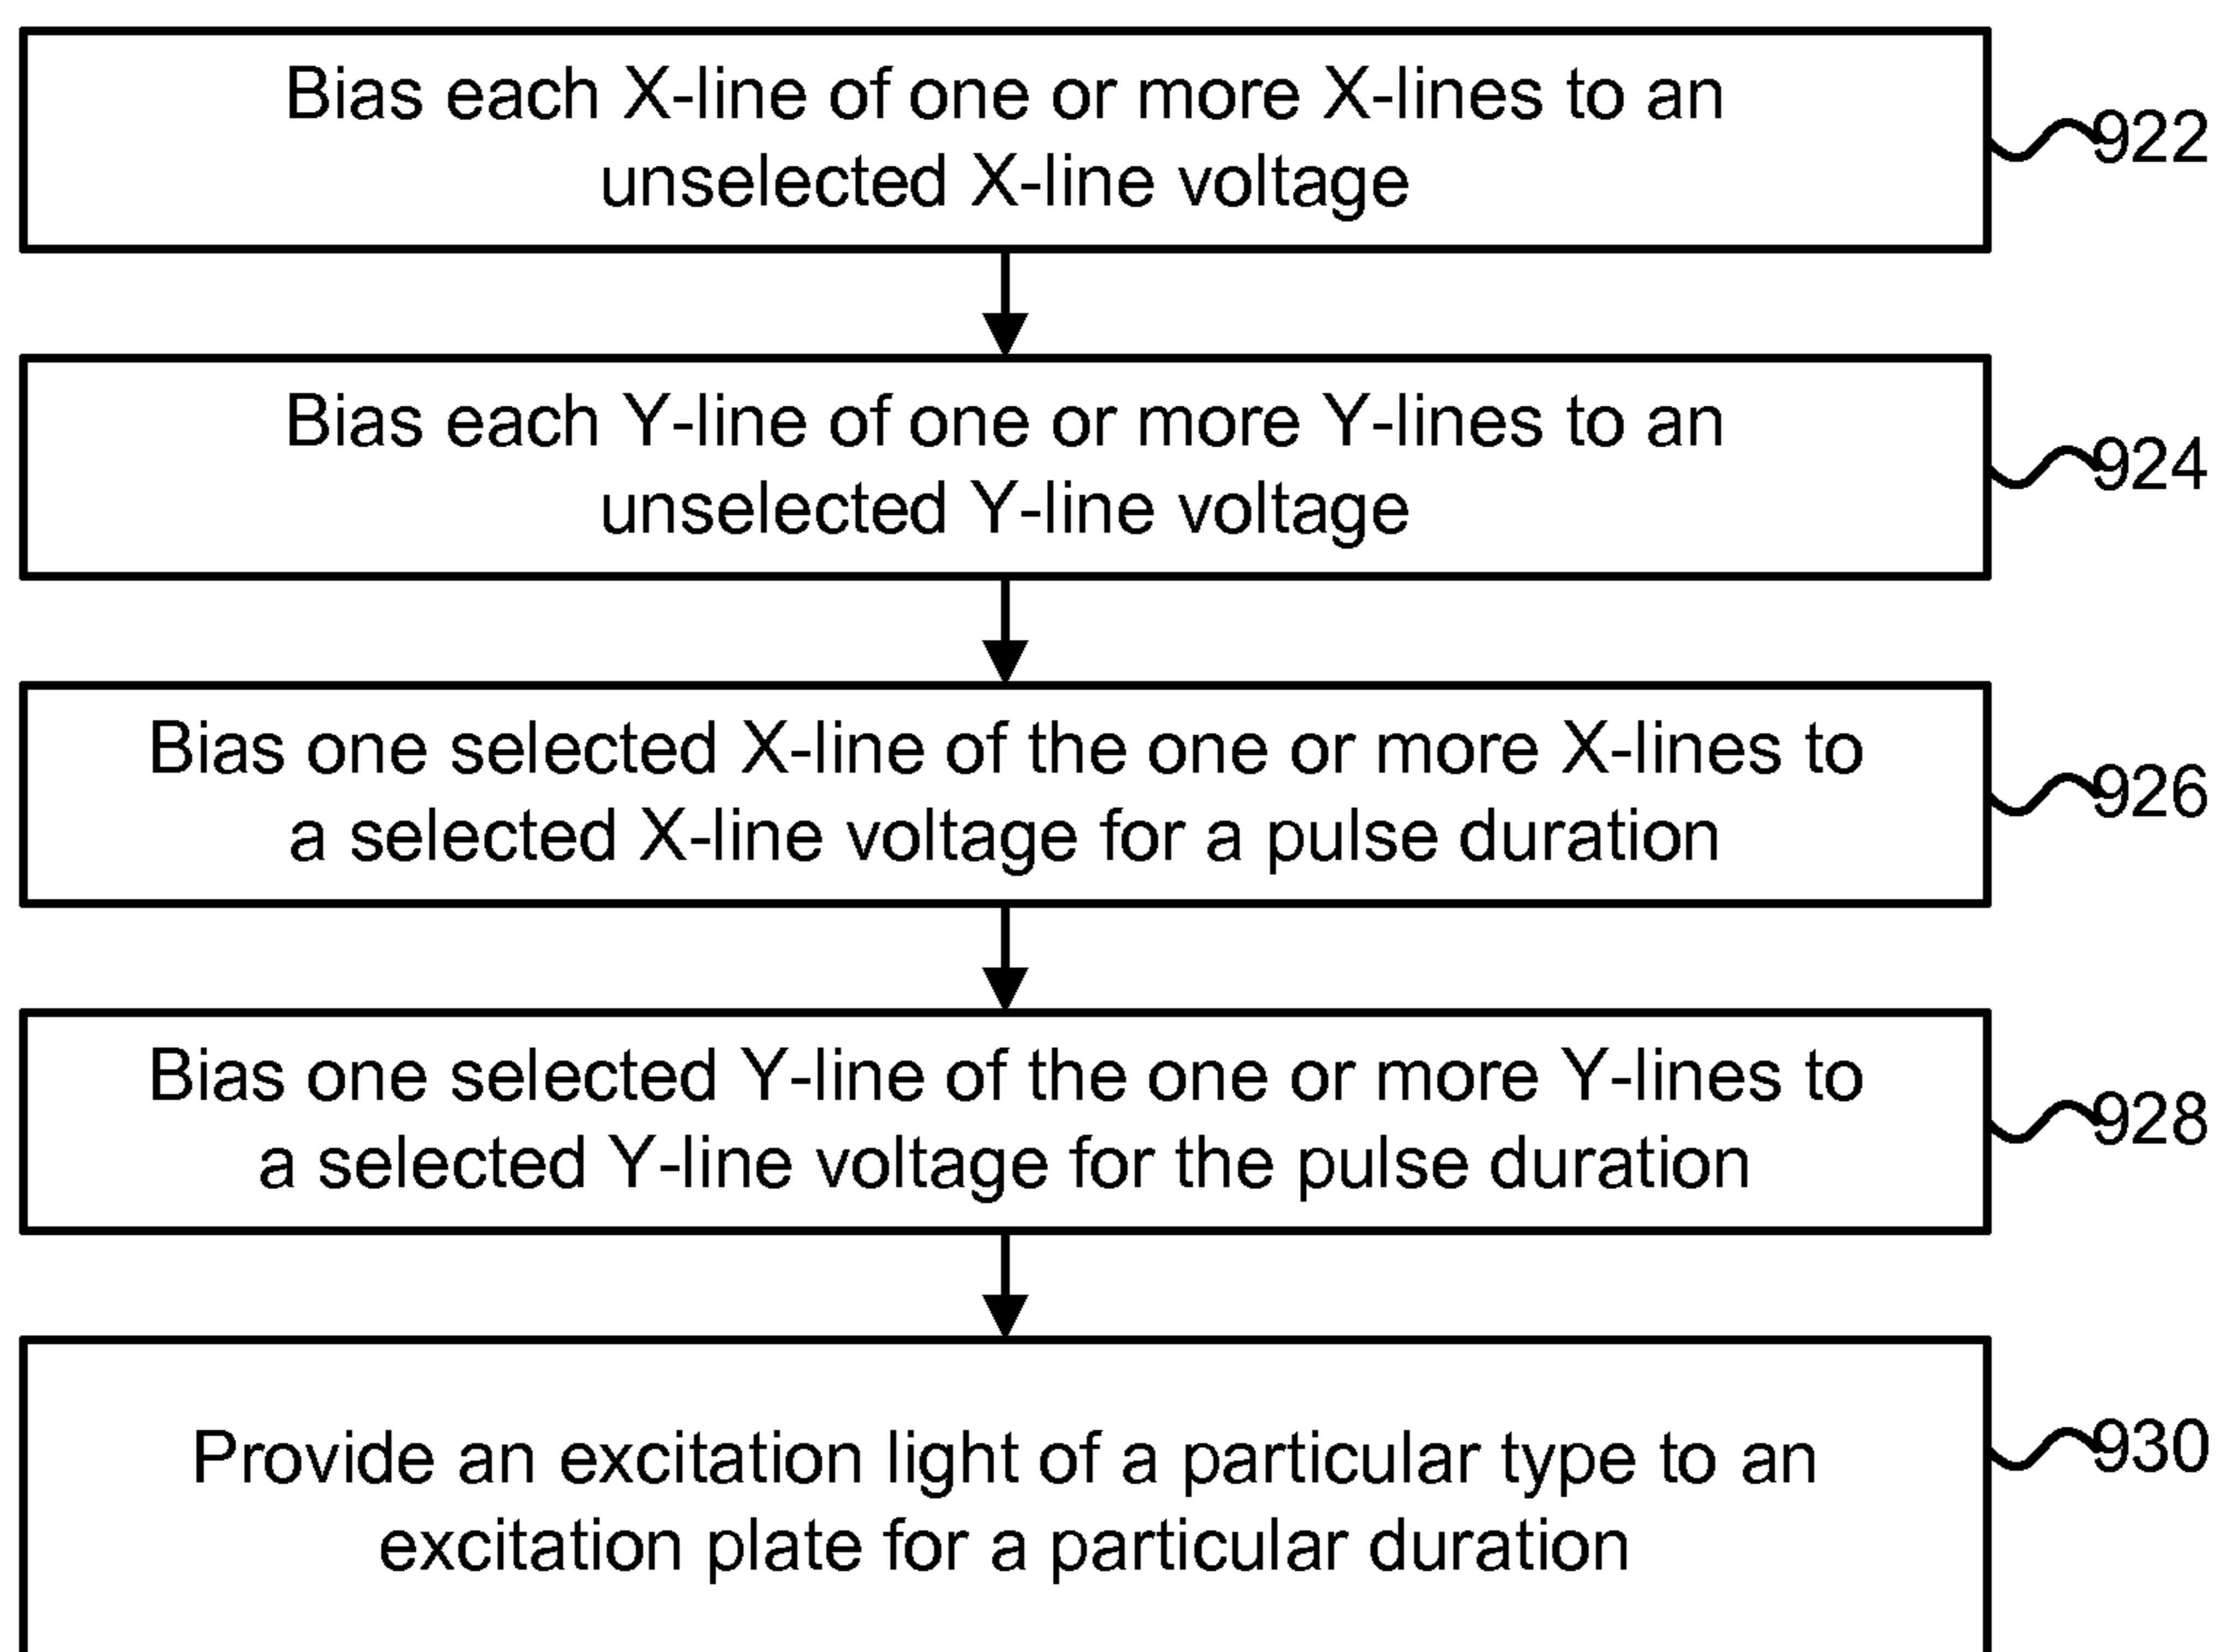 Bias each X-line of one or more X-lines to an
unselected X-line voltage
922
Bias each Y-line of one or more Y-lines to an
unselected Y-line voltage
924
Bias one selected X-line of the one or more X-lines to
a selected X-line voltage for a pulse duration
926
Bias one selected Y-line of the one or more Y-lines to
a selected Y-line voltage for the pulse duration
928
Provide an excitation light of a particular type to an
excitation plate for a particular duration
930